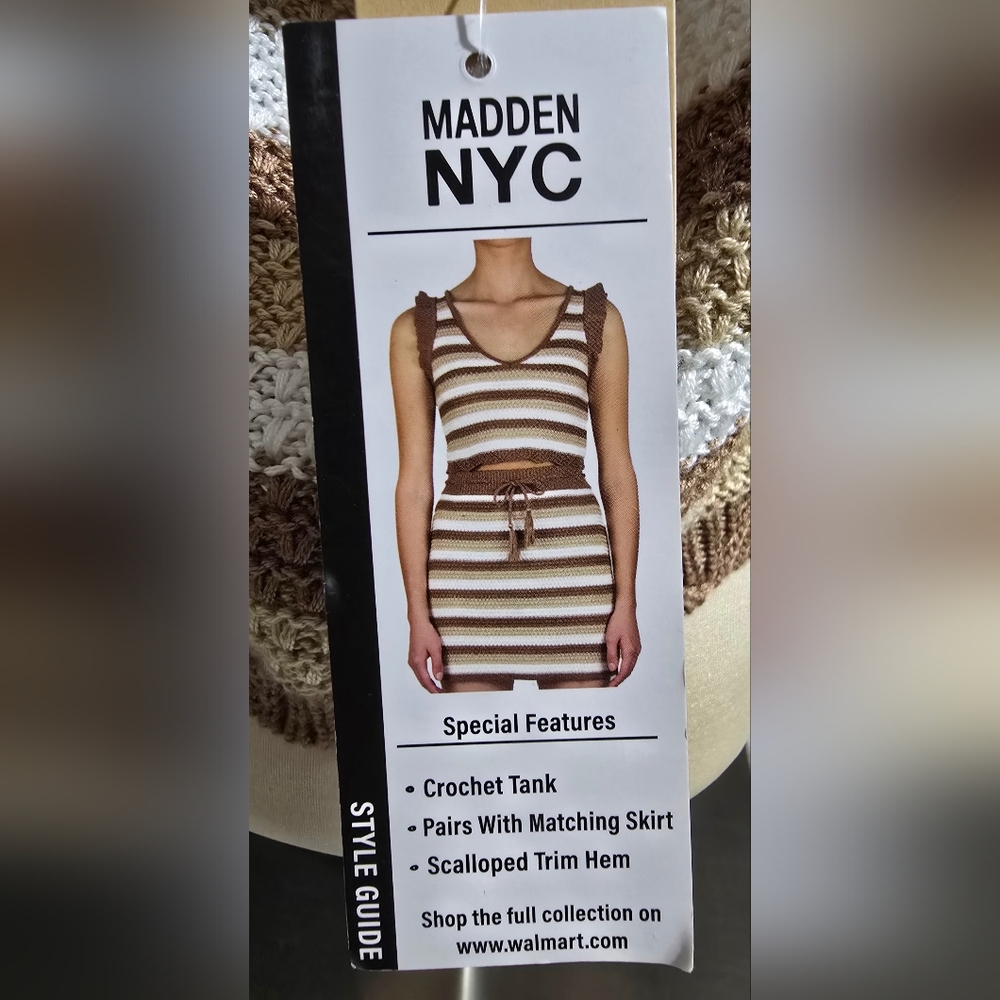 MADDEN
NYC
Special Features
• Crochet Tank
• Pairs With Matching Skirt
• Scalloped Trim Hem
Shop the full collection on
www.walmart.com
STYLE GUIDE